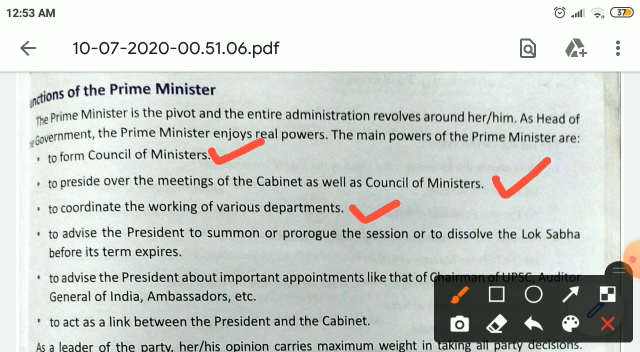 12:53 AM
37
10-07-2020-00.51.06.pdf
nctions of the Prime Minister
The Prime Minister is the pivot and the entire administration revolves around her/him. As Head of
Government, the Prime Minister enjoys real powers. The main powers of the Prime Minister are:
• to form Council of Ministers.
• to preside over the meetings of the Cabinet as well as Council of Ministers.
• to coordinate the working of various departments.
• to advise the President to summon or prorogue the session or to dissolve the Lok Sabha
before its term expires.
• to advise the President about important appointments like that of Chairman of UPSC, Auditor
General of India, Ambassadors, etc.
• to act as a link between the President and the Cabinet.
As a leader of the party, her/his opinion carries maximum weight in taking all party decisions.